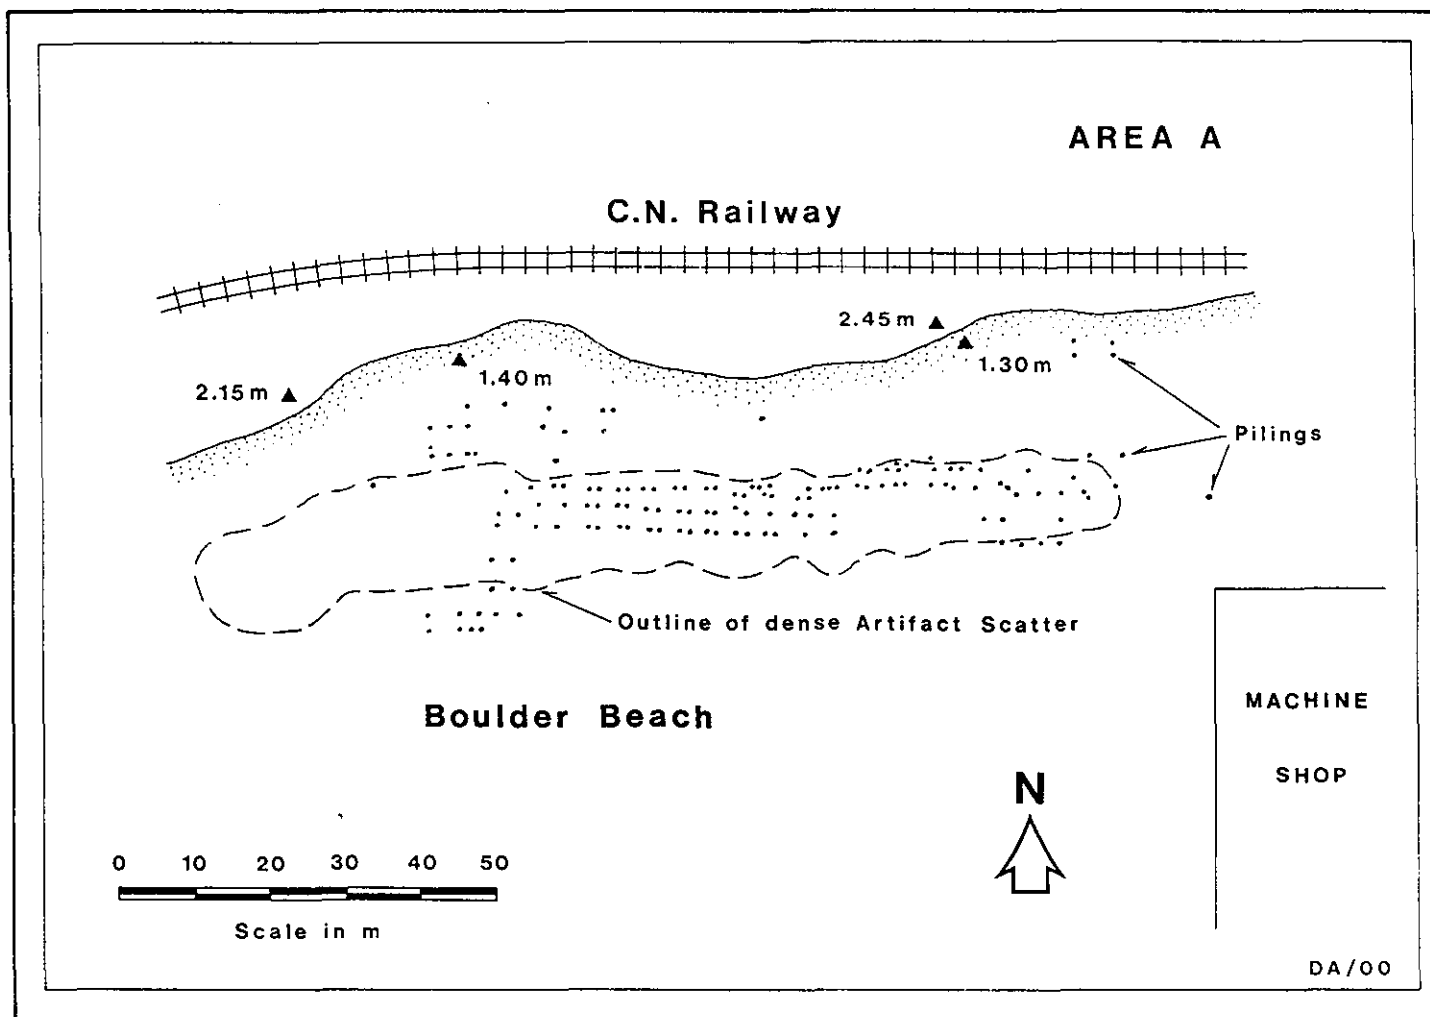 AREA A
C.N. Railway
2.45 m
1.30 m
1.40 m
2.15 m
Pilings
Outline of dense Artifact Scatter
Boulder Beach
MACHINE
SHOP
N
0 10 20 30 40 50
Scale in m
DA/00